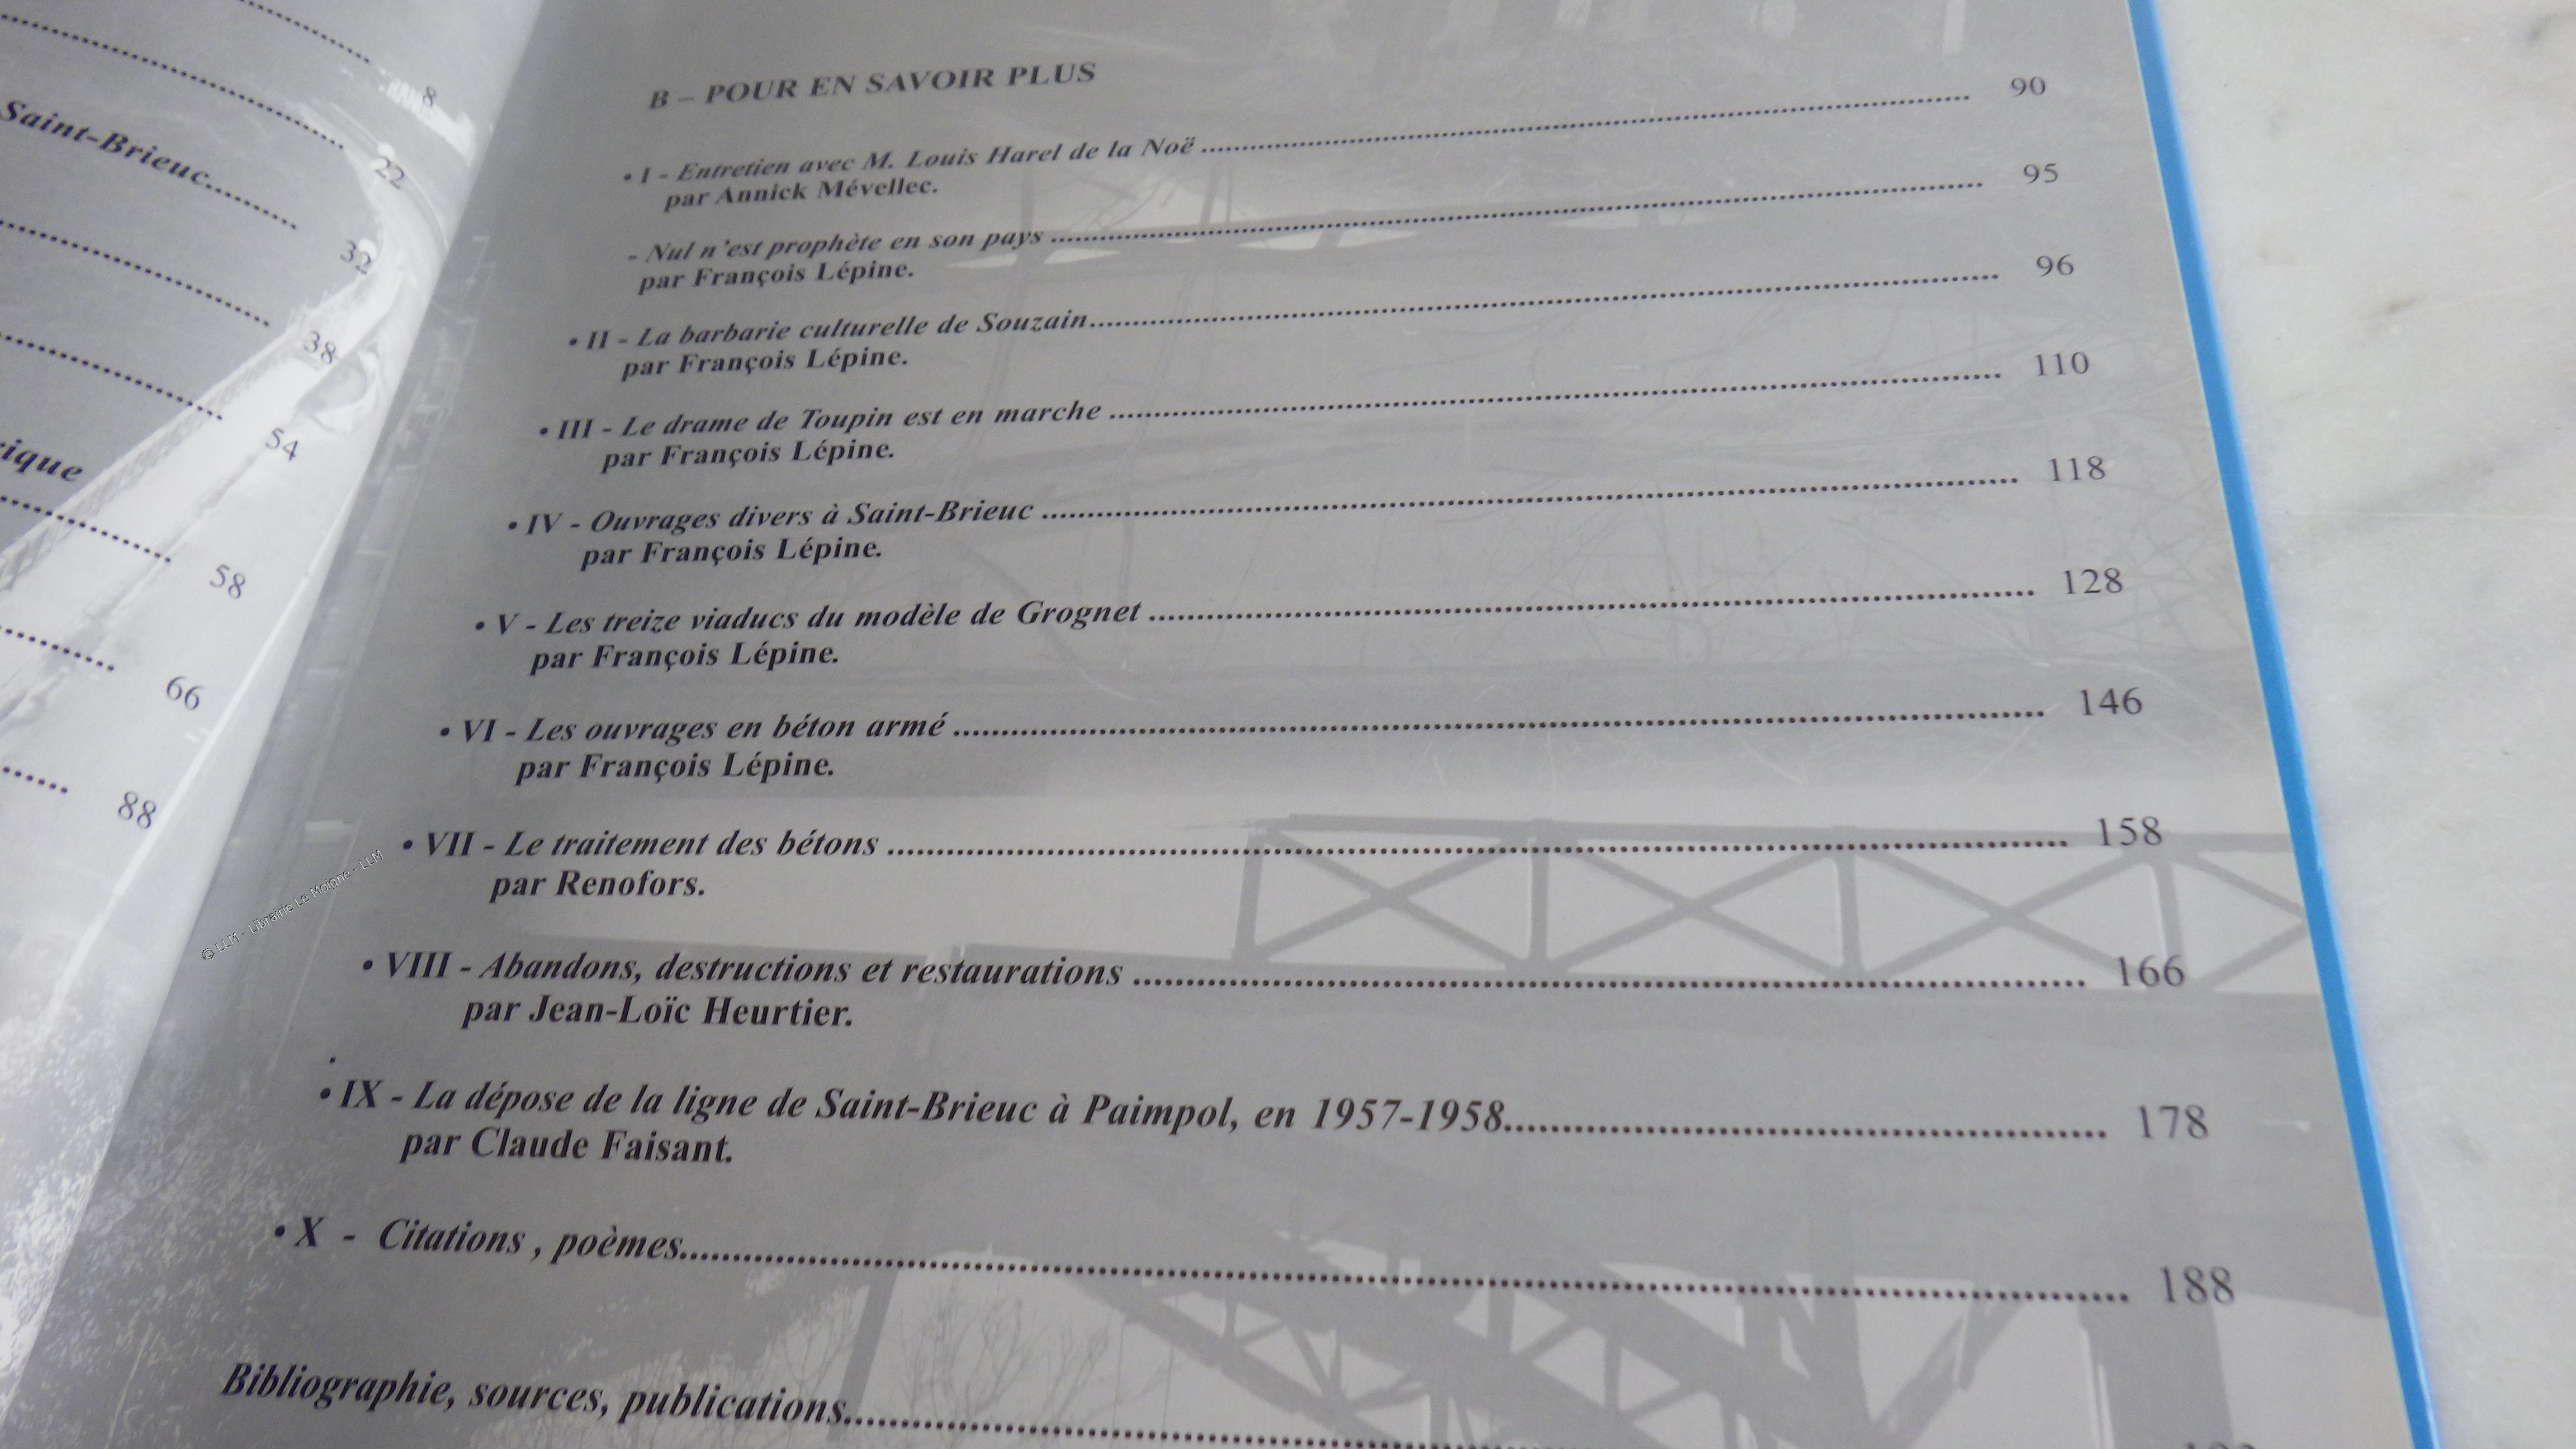 8
22
Saint-Brieuc........
32
38
54
58
66
88
B – POUR EN SAVOIR PLUS
• I - Entretien avec M. Louis Harel de la Noë ........ 90
par Annick Mévellec.
- Nul n'est prophète en son pays ........ 95
par François Lépine.
• II - La barbarie culturelle de Souzain........ 96
par François Lépine.
• III - Le drame de Toupin est en marche ........ 110
par François Lépine.
• IV - Ouvrages divers à Saint-Brieuc ........ 118
par François Lépine.
• V - Les treize viaducs du modèle de Grognet ........ 128
par François Lépine.
• VI - Les ouvrages en béton armé ........ 146
par François Lépine.
• VII - Le traitement des bétons ........ 158
par Renofors.
• VIII - Abandons, destructions et restaurations ........ 166
par Jean-Loïc Heurtier.
• IX - La dépose de la ligne de Saint-Brieuc à Paimpol, en 1957-1958........ 178
par Claude Faisant.
• X - Citations , poèmes........ 188
Bibliographie, sources, publications........
© LLM - Librairie Le Moigne - LLM